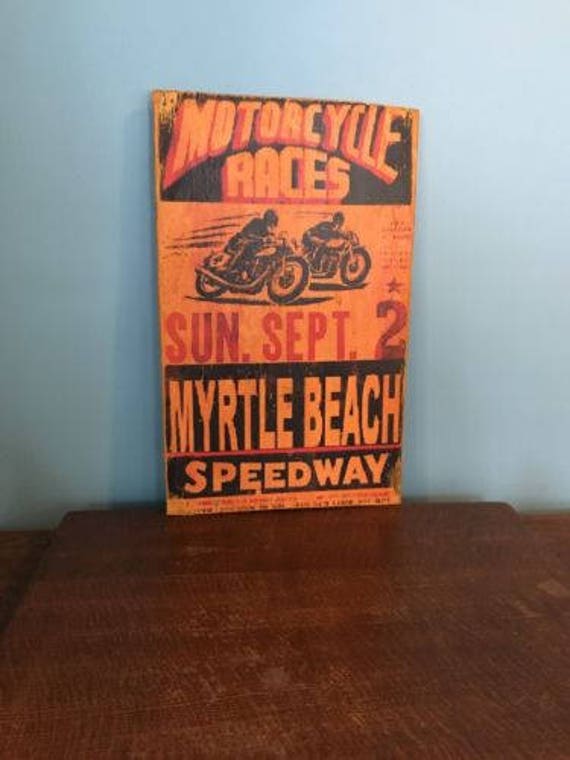 MOTORCYCLE
RACES
SUN. SEPT. 2
MYRTLE BEACH
SPEEDWAY